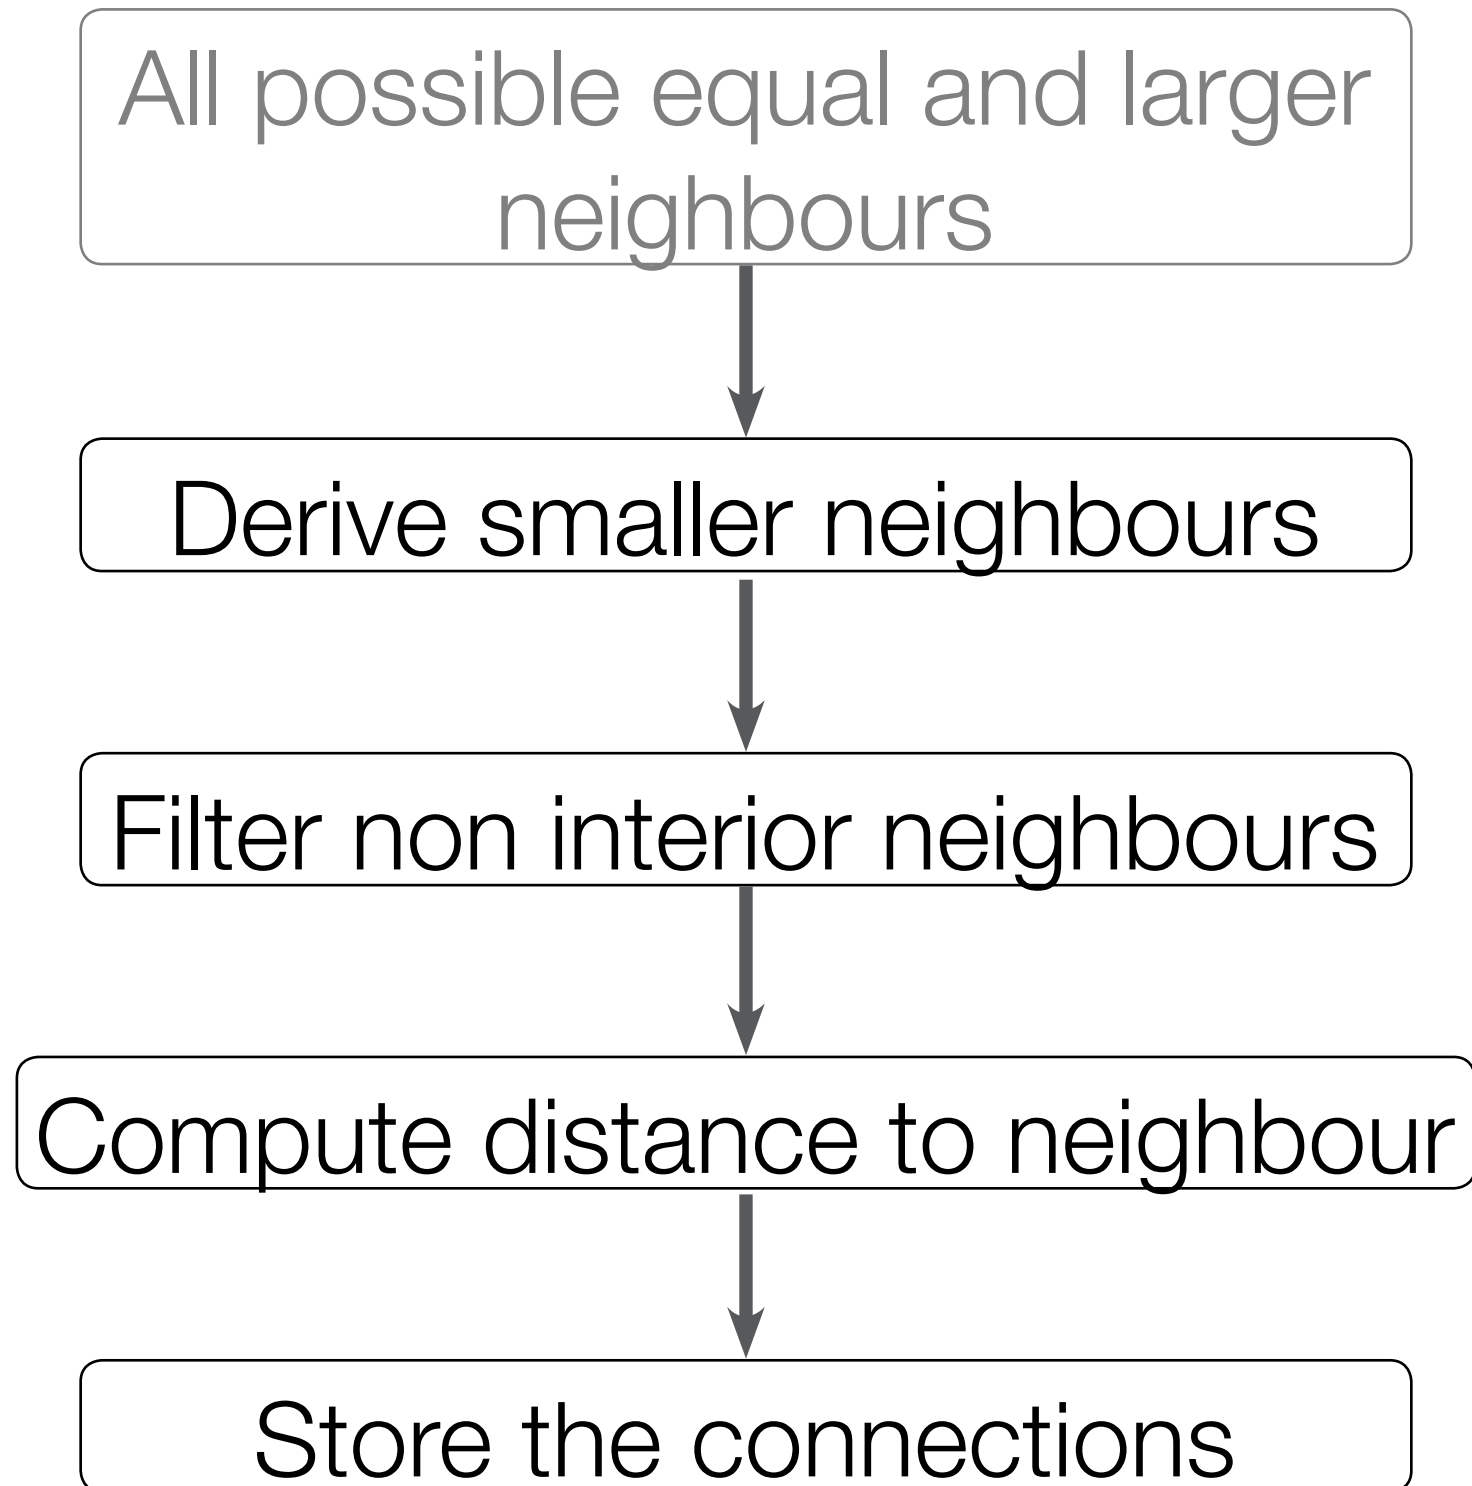 All possible equal and larger
neighbours
Derive smaller neighbours
Filter non interior neighbours
Compute distance to neighbour
Store the connections